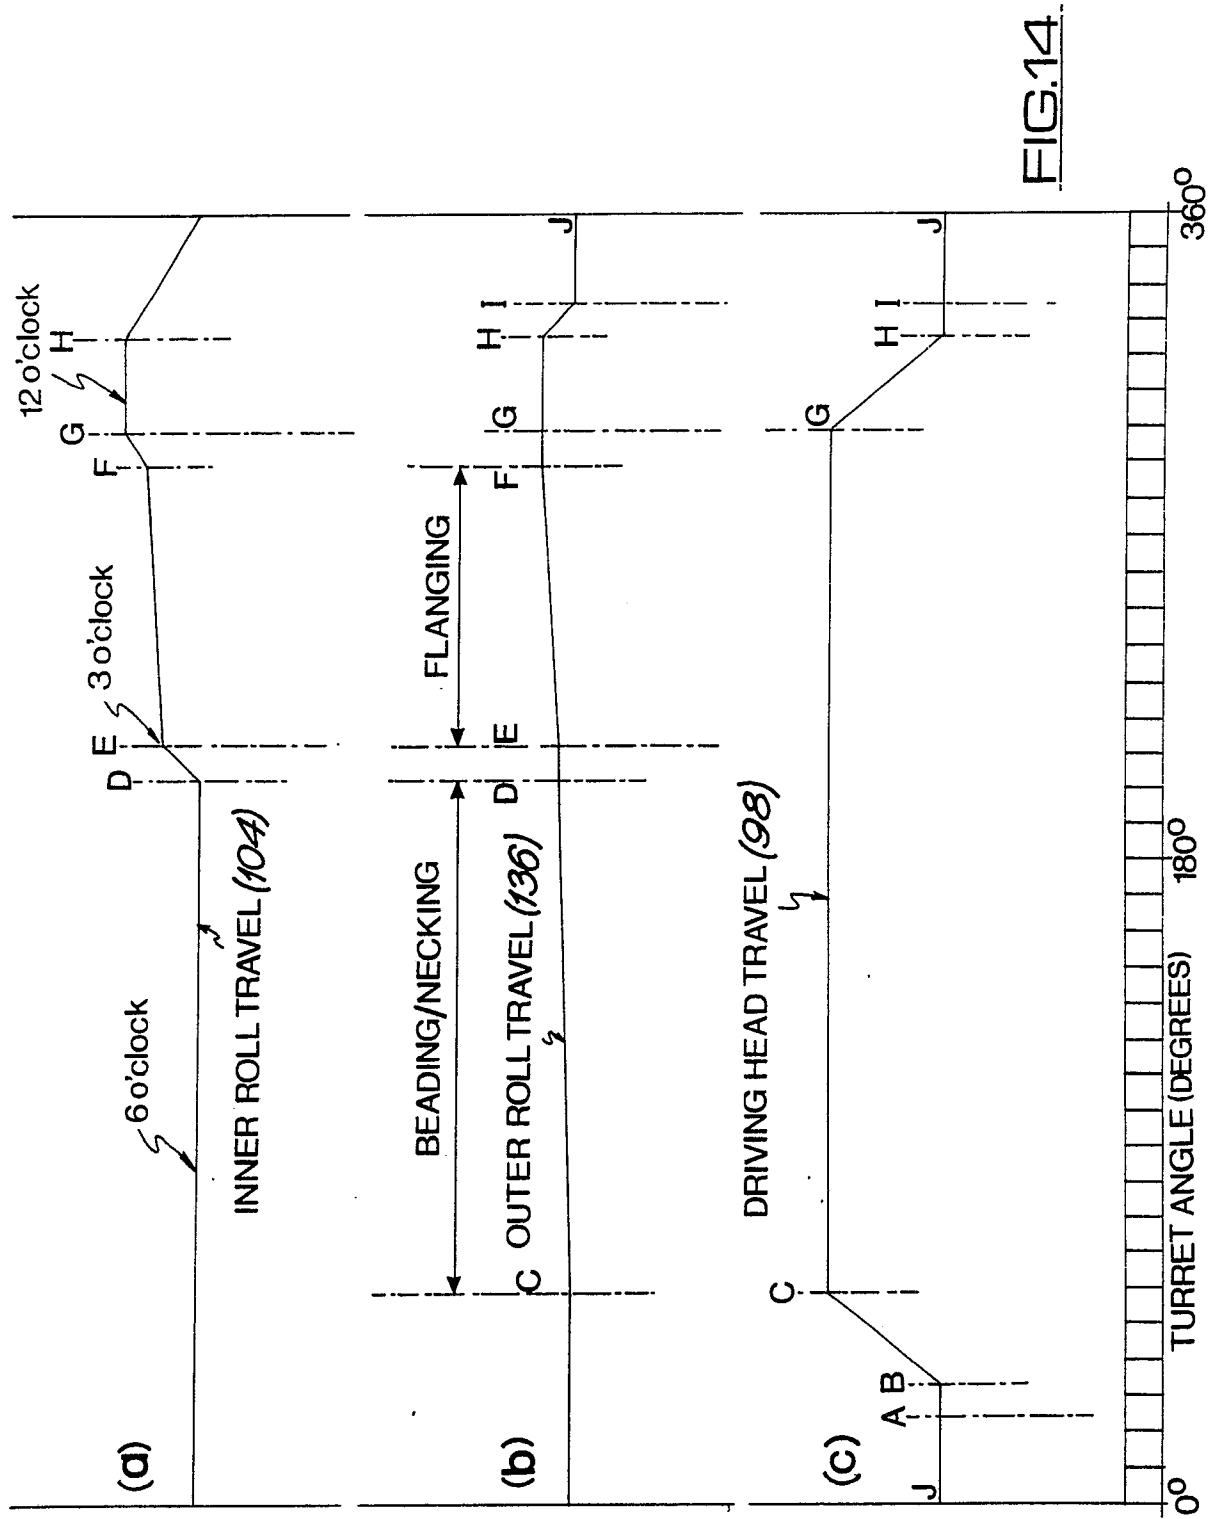 (a)
6 o'clock
INNER ROLL TRAVEL (104)
D
E
3 o'clock
F
G
12 o'clock
H
(b)
BEADING/NECKING
FLANGING
C
OUTER ROLL TRAVEL (136)
D
E
F
G
H
I
J
(c)
J
A
B
C
DRIVING HEAD TRAVEL (98)
G
H
I
J
0°
180°
360°
TURRET ANGLE (DEGREES)
FIG.14